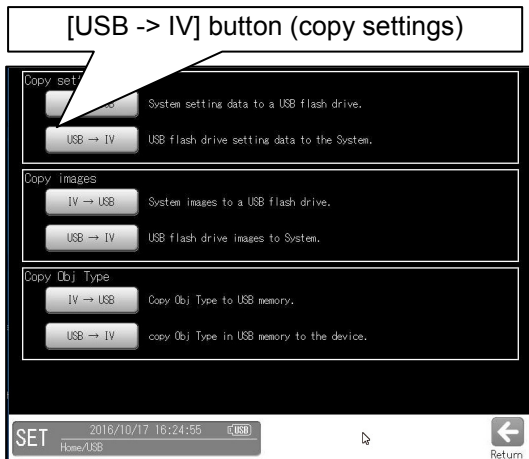 [USB -> IV] button (copy settings)
Copy set
USB
System setting data to a USB flash drive.
USB → IV
USB flash drive setting data to the System.
Copy images
IV → USB
System images to a USB flash drive.
USB → IV
USB flash drive images to System.
Copy Obj Type
IV → USB
Copy Obj Type to USB memory.
USB → IV
copy Obj Type in USB memory to the device.
SET
2016/10/17 16:24:55
USB
Home/USB
Return